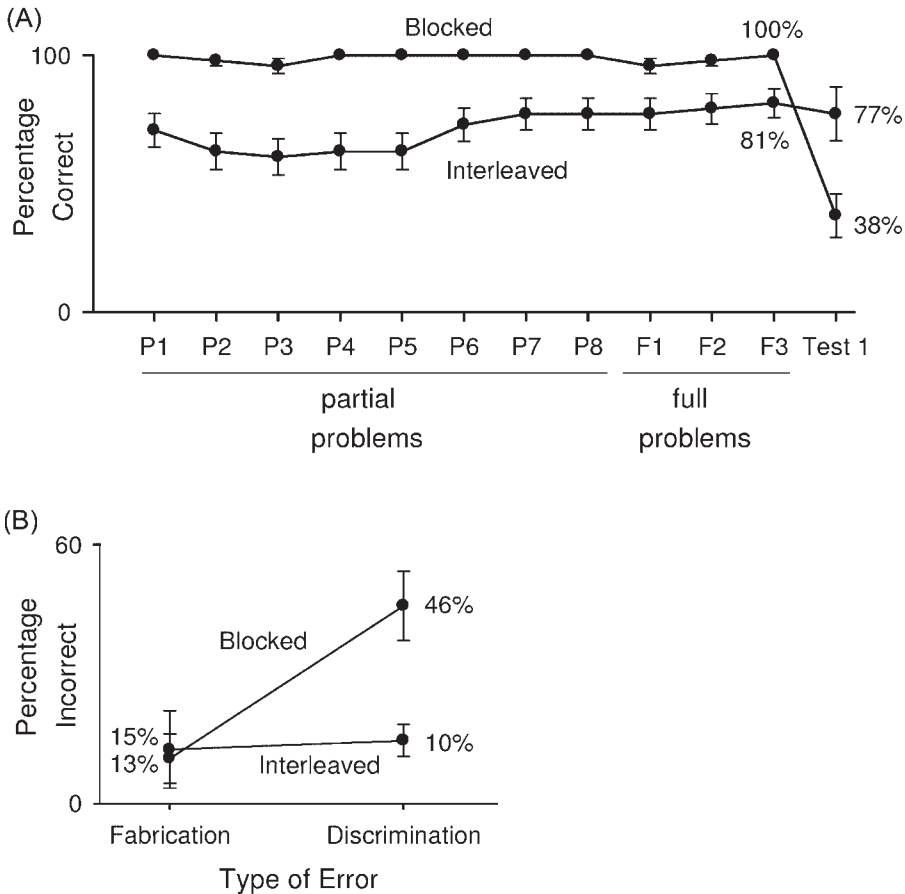 (A)
Blocked
100%
100
Percentage
Correct
77%
81%
Interleaved
38%
0
P1 P2 P3 P4 P5 P6 P7 P8 F1 F2 F3 Test 1
partial
problems
full
problems
(B)
60
Percentage
Incorrect
46%
Blocked
15%
13%
10%
Interleaved
0
Fabrication Discrimination
Type of Error